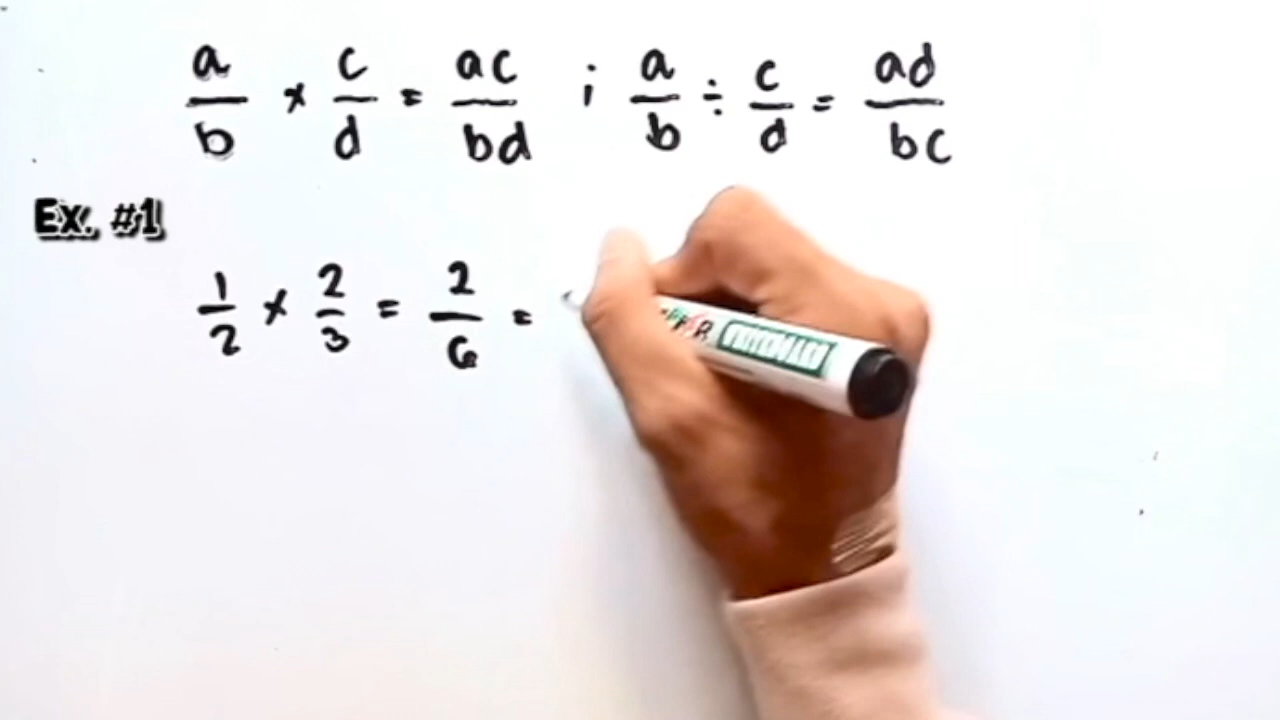 a/b × c/d = ac/bd ; a/b ÷ c/d = ad/bc
Ex. #1
1/2 × 2/3 = 2/6 =